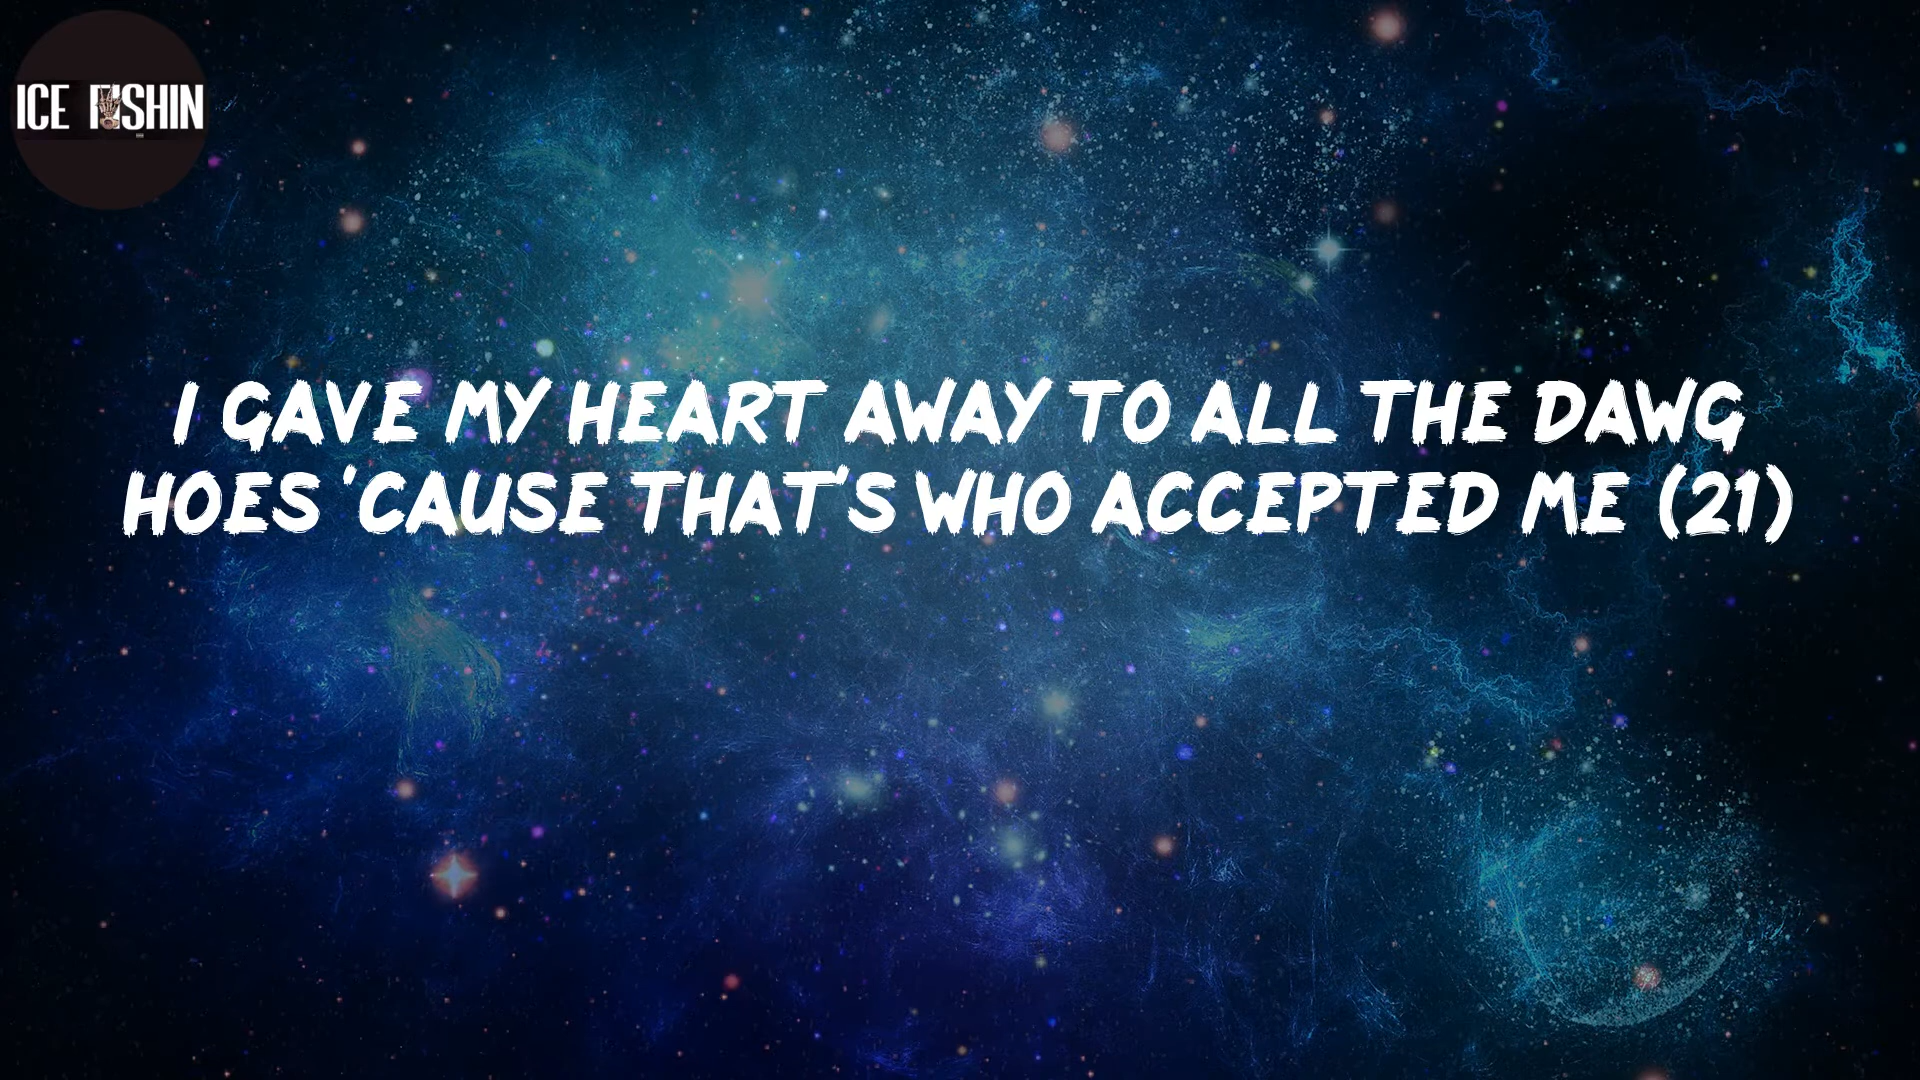 ICE FISHIN
I GAVE MY HEART AWAY TO ALL THE DAWG
HOES 'CAUSE THAT'S WHO ACCEPTED ME (21)